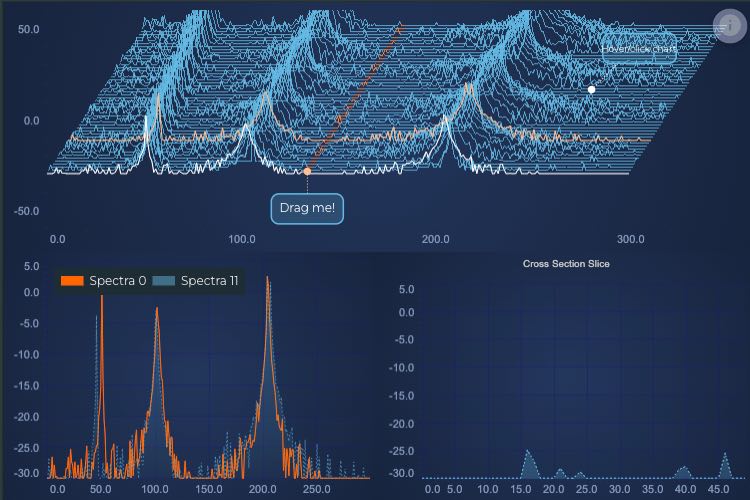 50.0
Hover/click chart
0.0
Drag me!
-50.0
0.0 100.0 200.0 300.0
5.0
Spectra 0 Spectra 11
0.0
-5.0
-10.0
-15.0
-20.0
-25.0
-30.0
0.0 50.0 100.0 150.0 200.0 250.0
Cross Section Slice
5.0
0.0
-5.0
-10.0
-15.0
-20.0
-25.0
-30.0
0.0 5.0 10.0 15.0 20.0 25.0 30.0 35.0 40.0 45.0